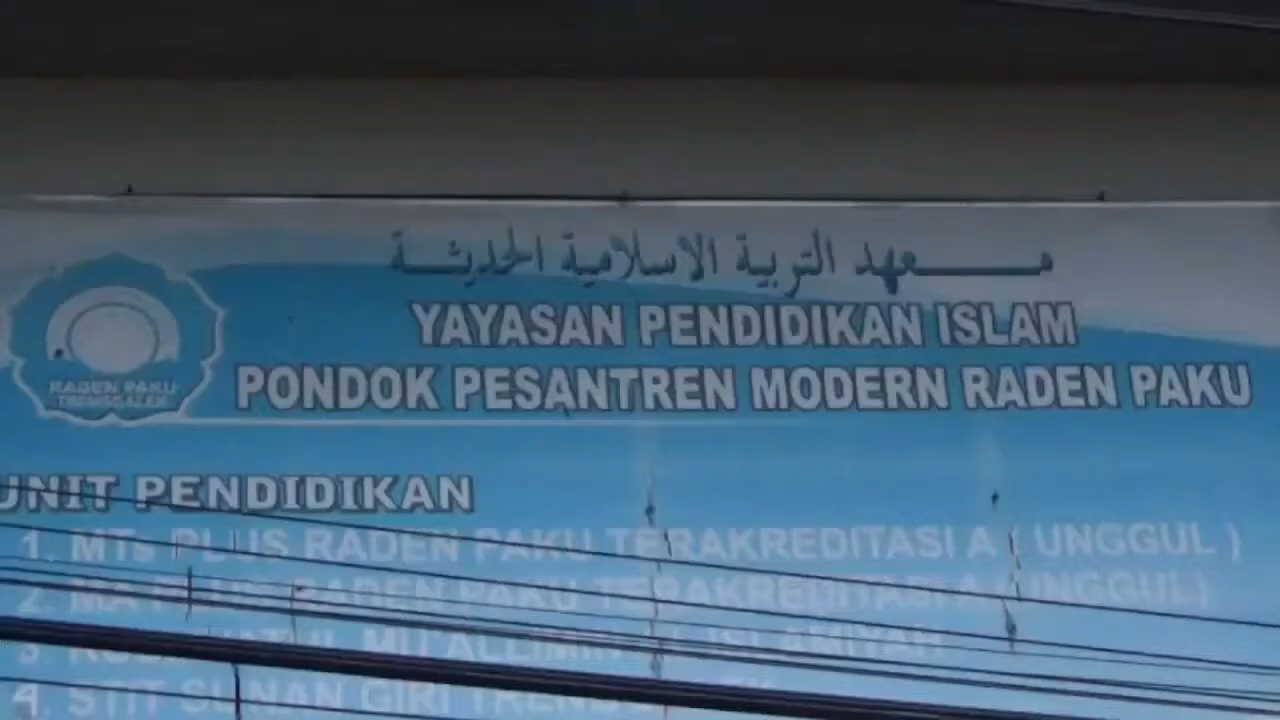 معهد التربية الاسلامية الحديثة
YAYASAN PENDIDIKAN ISLAM
PONDOK PESANTREN MODERN RADEN PAKU
RADEN PAKU
TRENGGALEK
UNIT PENDIDIKAN
1. MTs PLUS RADEN PAKU TERAKREDITASI A ( UNGGUL )
2. MA PLUS RADEN PAKU TERAKREDITASI A (UNGGUL)
3. MU'ALLIMIN ISLAMIYAH
4. STIT SUNAN GIRI TRENGGALEK